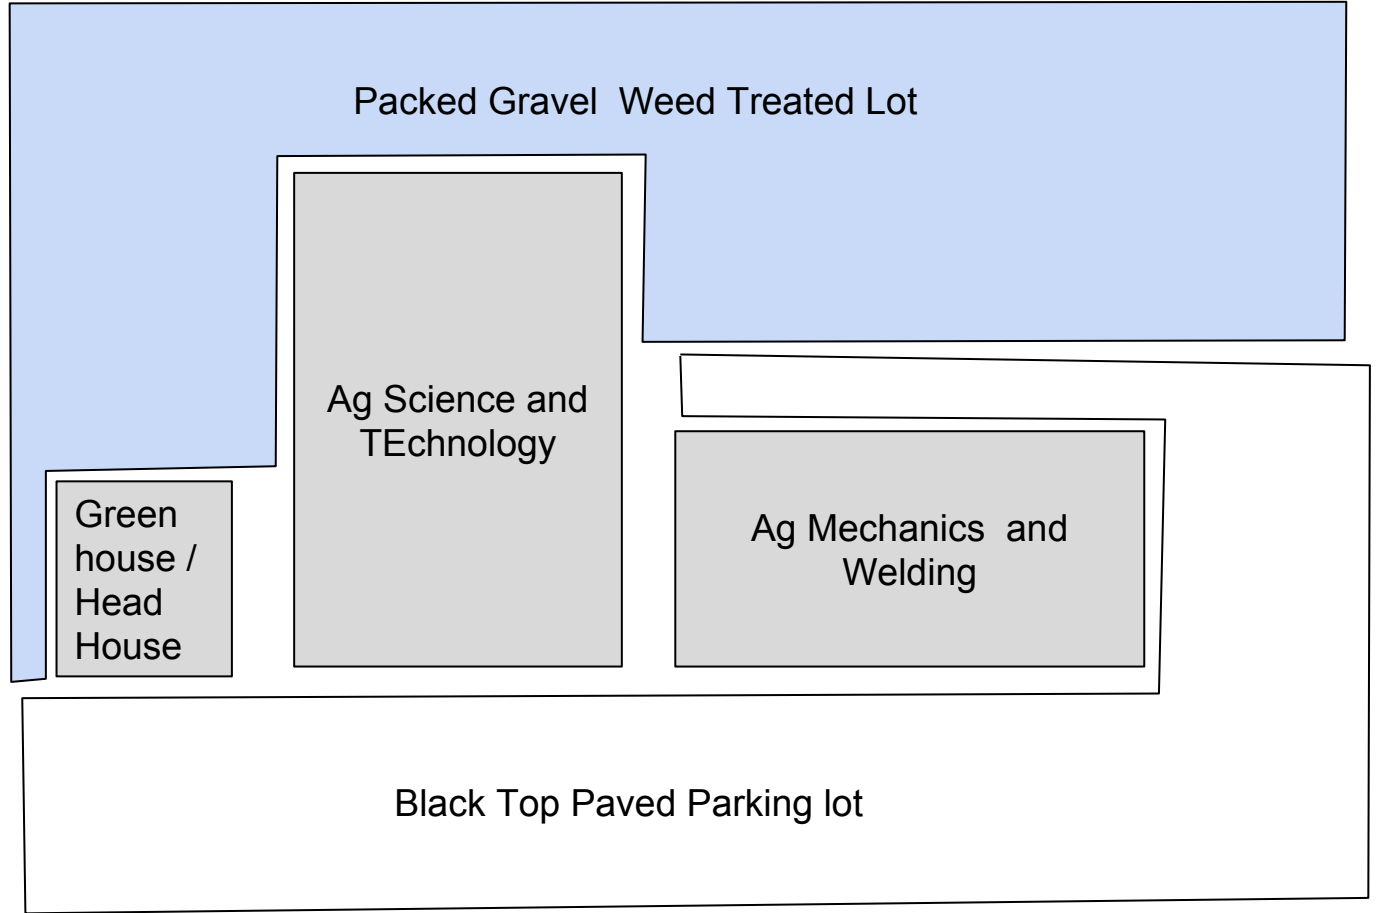 Packed Gravel  Weed Treated Lot
Ag Science and
TEchnology
Green
house /
Head
House
Ag Mechanics  and
Welding
Black Top Paved Parking lot